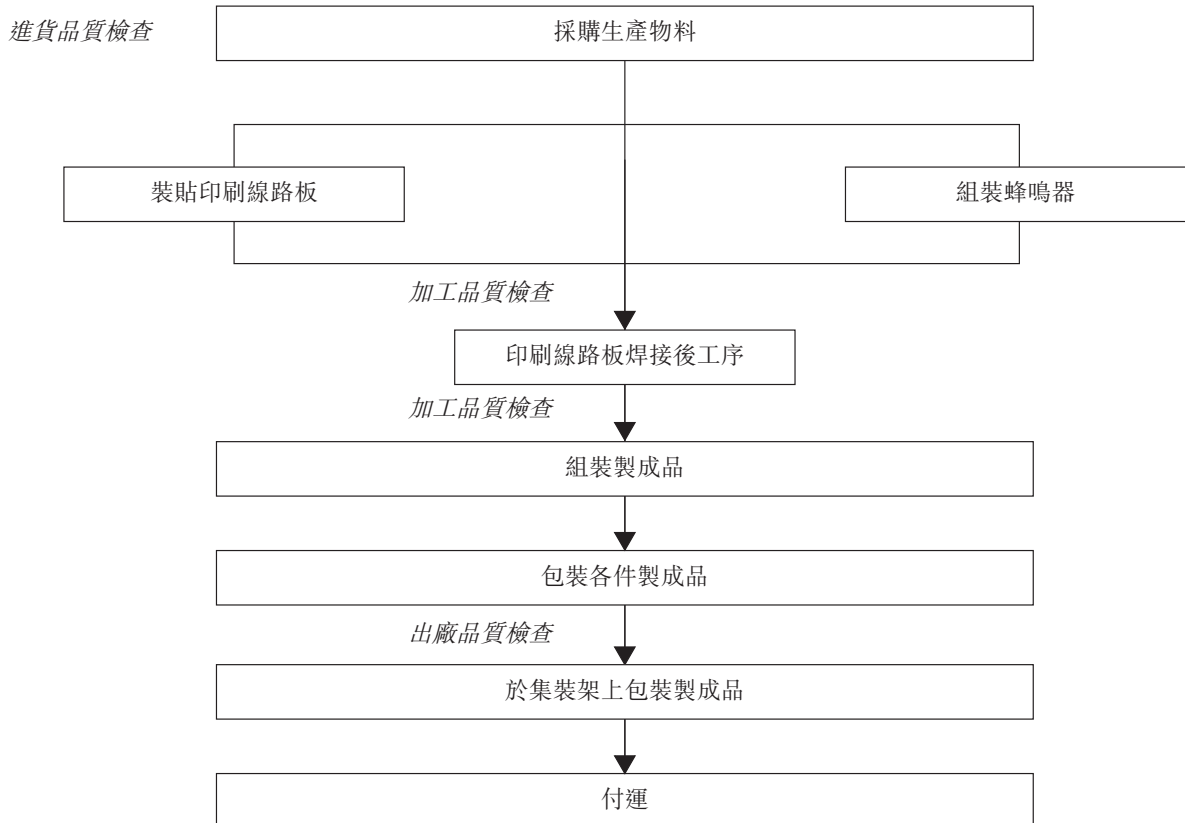 進貨品質檢查
採購生產物料
裝貼印刷線路板
組裝蜂鳴器
加工品質檢查
印刷線路板焊接後工序
加工品質檢查
組裝製成品
包裝各件製成品
出廠品質檢查
於集裝架上包裝製成品
付運